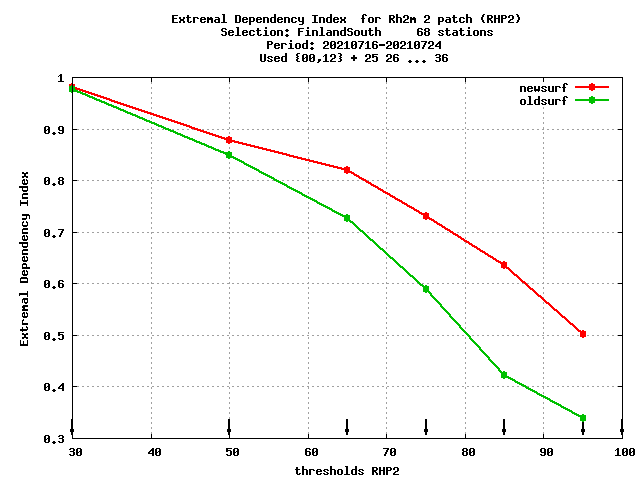 Extremal Dependency Index  for Rh2m 2 patch (RHP2)
Selection: FinlandSouth     68 stations
Period: 20210716-20210724
Used {00,12} + 25 26 ... 36
newsurf
oldsurf
1
0.9
0.8
0.7
0.6
0.5
0.4
0.3
Extremal Dependency Index
30 40 50 60 70 80 90 100
thresholds RHP2